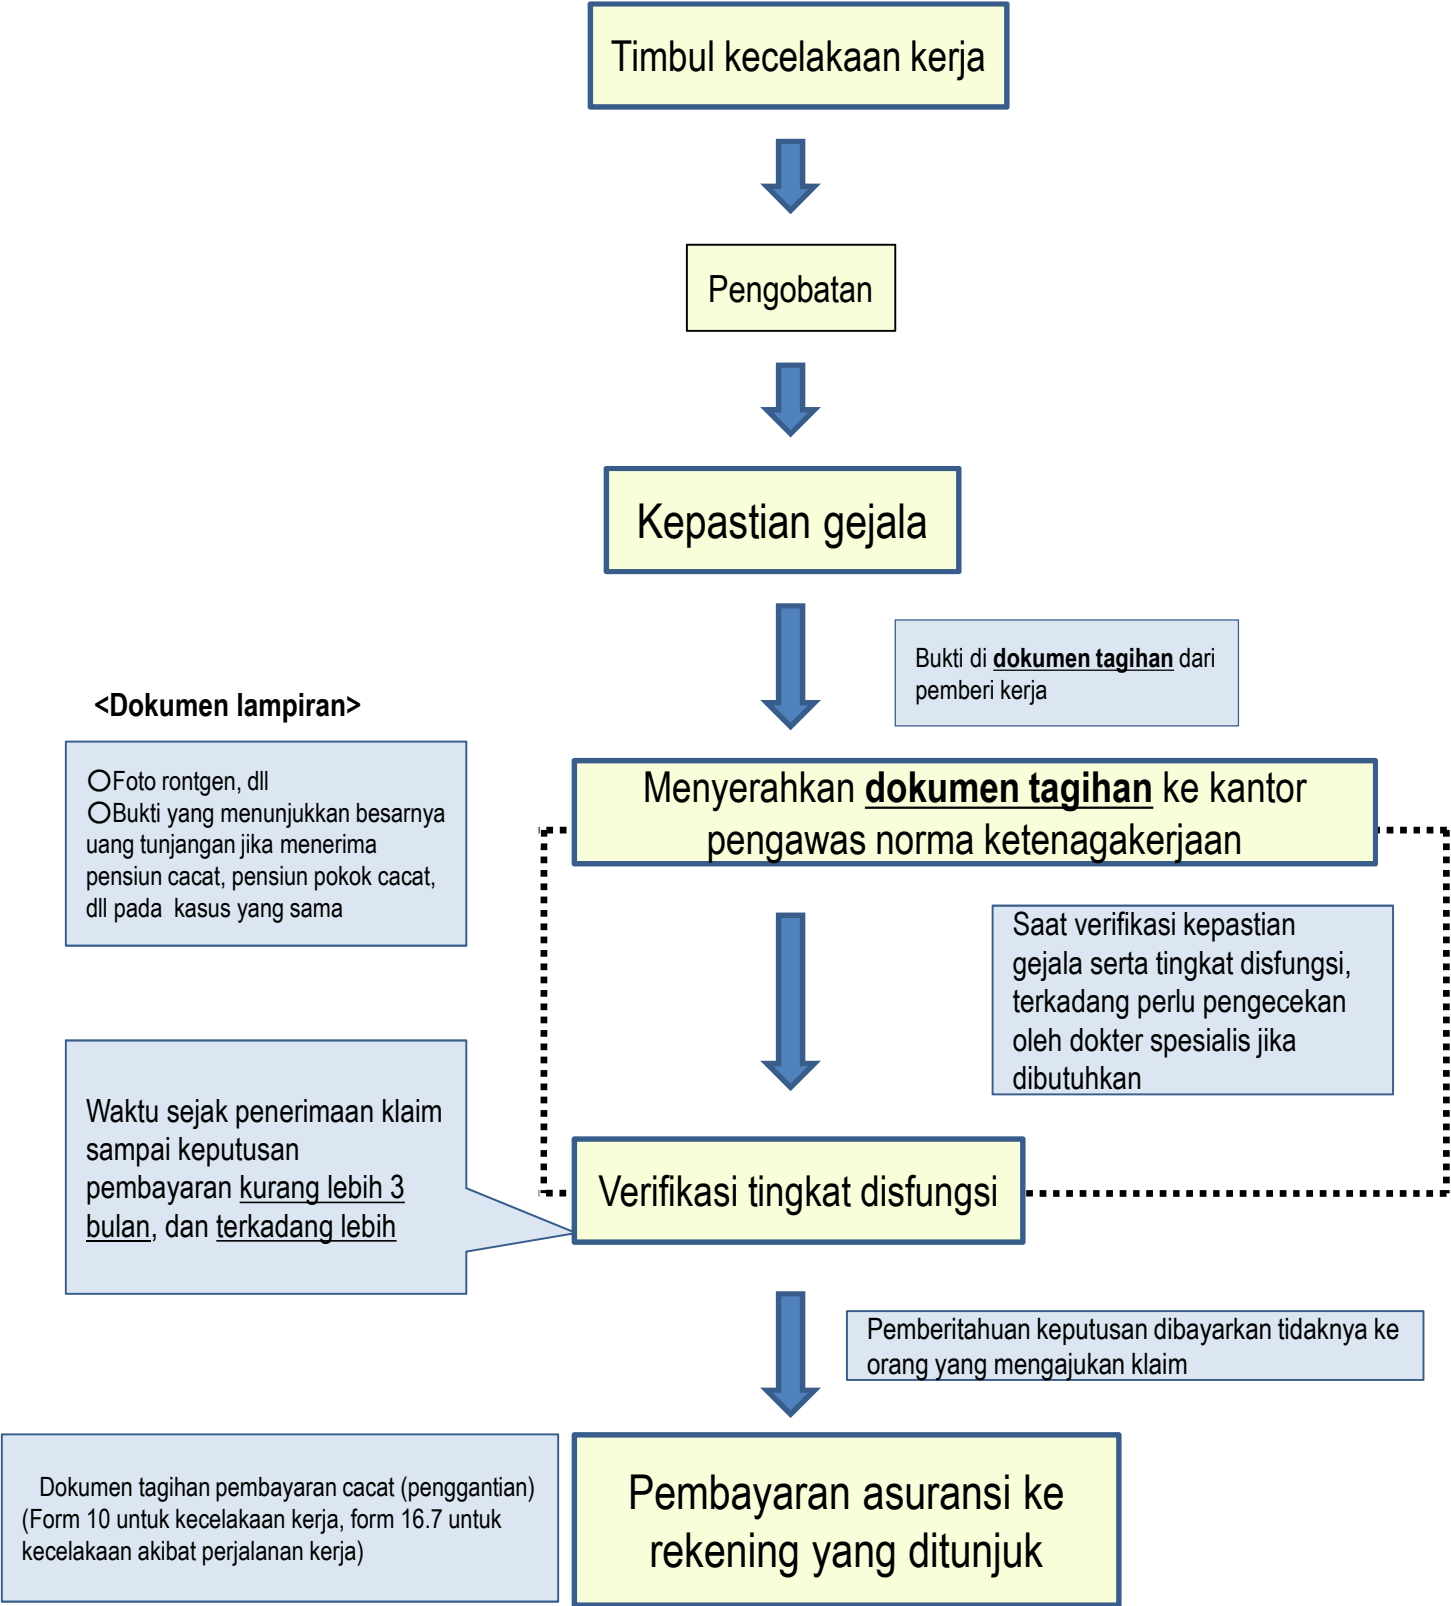 Timbul kecelakaan kerja
Pengobatan
Kepastian gejala
Bukti di dokumen tagihan dari
pemberi kerja
<Dokumen lampiran>
〇Foto rontgen, dll
〇Bukti yang menunjukkan besarnya
uang tunjangan jika menerima
pensiun cacat, pensiun pokok cacat,
dll pada kasus yang sama
Menyerahkan dokumen tagihan ke kantor
pengawas norma ketenagakerjaan
Saat verifikasi kepastian
gejala serta tingkat disfungsi,
terkadang perlu pengecekan
oleh dokter spesialis jika
dibutuhkan
Waktu sejak penerimaan klaim
sampai keputusan
pembayaran kurang lebih 3
bulan, dan terkadang lebih
Verifikasi tingkat disfungsi
Pemberitahuan keputusan dibayarkan tidaknya ke
orang yang mengajukan klaim
Dokumen tagihan pembayaran cacat (penggantian)
(Form 10 untuk kecelakaan kerja, form 16.7 untuk
kecelakaan akibat perjalanan kerja)
Pembayaran asuransi ke
rekening yang ditunjuk